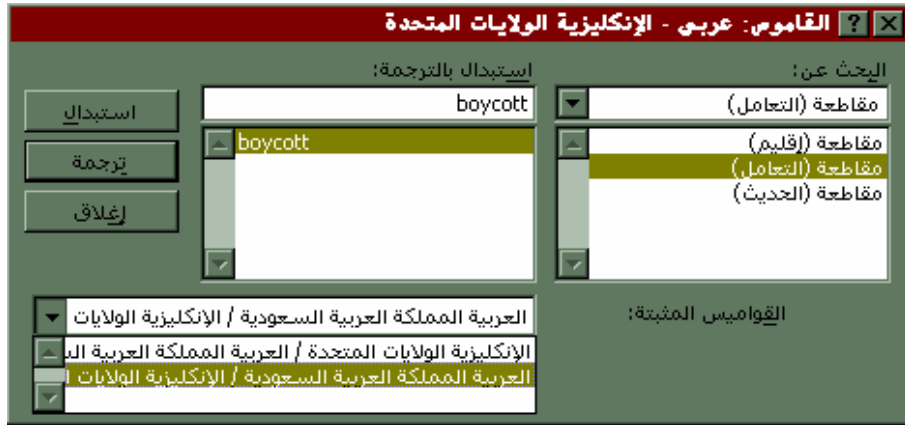 القاموس: عربي - الإنكليزية الولايات المتحدة
البحث عن:
مقاطعة (التعامل)
مقاطعة (إقليم)
مقاطعة (التعامل)
مقاطعة (الحديث)
استبدال بالترجمة:
boycott
boycott
استبدال
ترجمة
إغلاق
القواميس المثبتة:
العربية المملكة العربية السعودية / الإنكليزية الولايات
الإنكليزية الولايات المتحدة / العربية المملكة العربية
العربية المملكة العربية السعودية / الإنكليزية الولايات